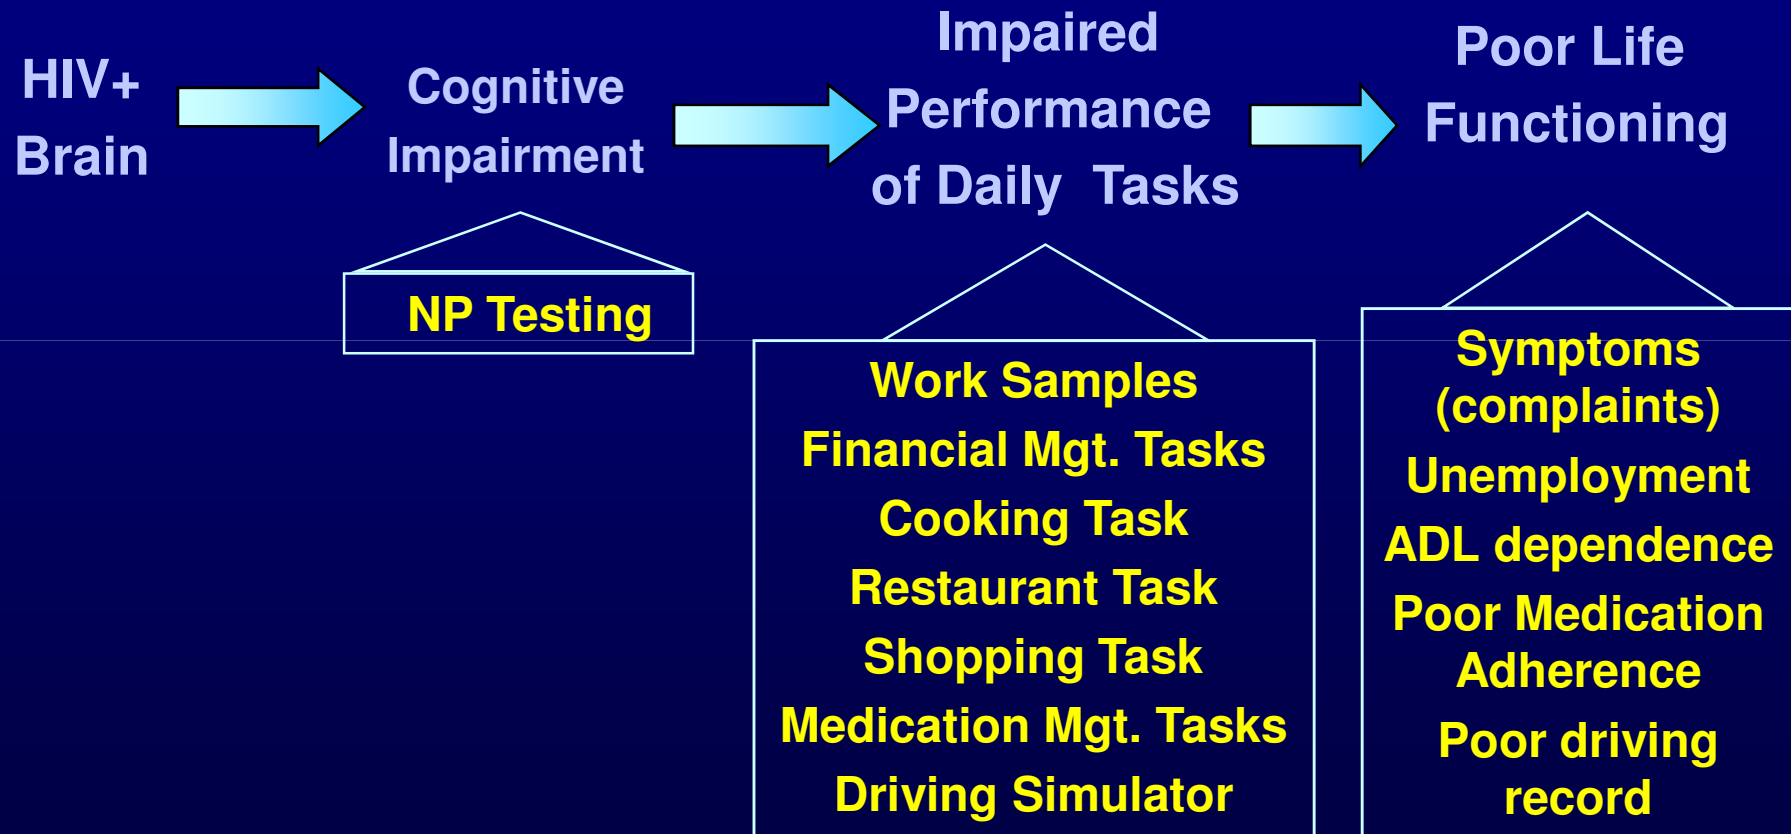 HIV+
Brain
Cognitive
Impairment
Impaired
Performance
of Daily Tasks
Poor Life
Functioning
NP Testing
Work Samples
Financial Mgt. Tasks
Cooking Task
Restaurant Task
Shopping Task
Medication Mgt. Tasks
Driving Simulator
Symptoms
(complaints)
Unemployment
ADL dependence
Poor Medication
Adherence
Poor driving
record